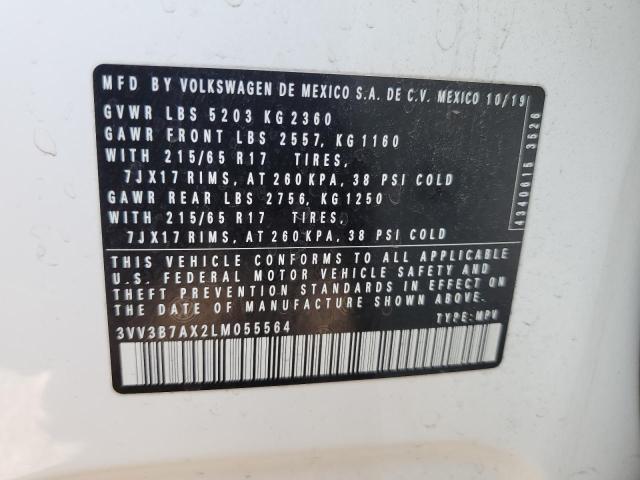 MFD BY VOLKSWAGEN DE MEXICO S.A. DE C.V. MEXICO 10/19
GVWR LBS 5203 KG 2360
GAWR FRONT LBS 2557, KG 1160
WITH 215/65 R17 TIRES,
7JX17 RIMS, AT 260 KPA, 38 PSI COLD
GAWR REAR LBS 2756, KG 1250
WITH 215/65 R17 TIRES,
7JX17 RIMS, AT 260 KPA, 38 PSI COLD
THIS VEHICLE CONFORMS TO ALL APPLICABLE
U.S. FEDERAL MOTOR VEHICLE SAFETY AND
THEFT PREVENTION STANDARDS IN EFFECT ON
THE DATE OF MANUFACTURE SHOWN ABOVE.
3VV3B7AX2LM055564 TYPE: MPV
4340615 3526